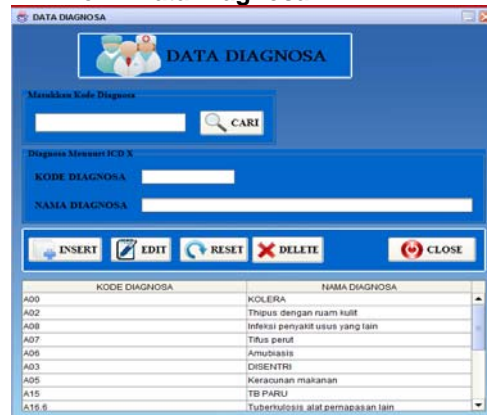 DATA DIAGNOSA
DATA DIAGNOSA
Masukkan Kode Diagnosa
CARI
Diagnosa Menurut ICD X
KODE DIAGNOSA
NAMA DIAGNOSA
INSERT EDIT RESET DELETE CLOSE
KODE DIAGNOSA NAMA DIAGNOSA
A00 KOLERA
A02 Thipus dengan ruam kulit
A08 Infeksi penyakit usus yang lain
A07 Tifus perut
A06 Amubiasis
A03 DISENTRI
A05 Keracunan makanan
A15 TB PARU
A16.6 Tuberkulosis alat pernapasan lain